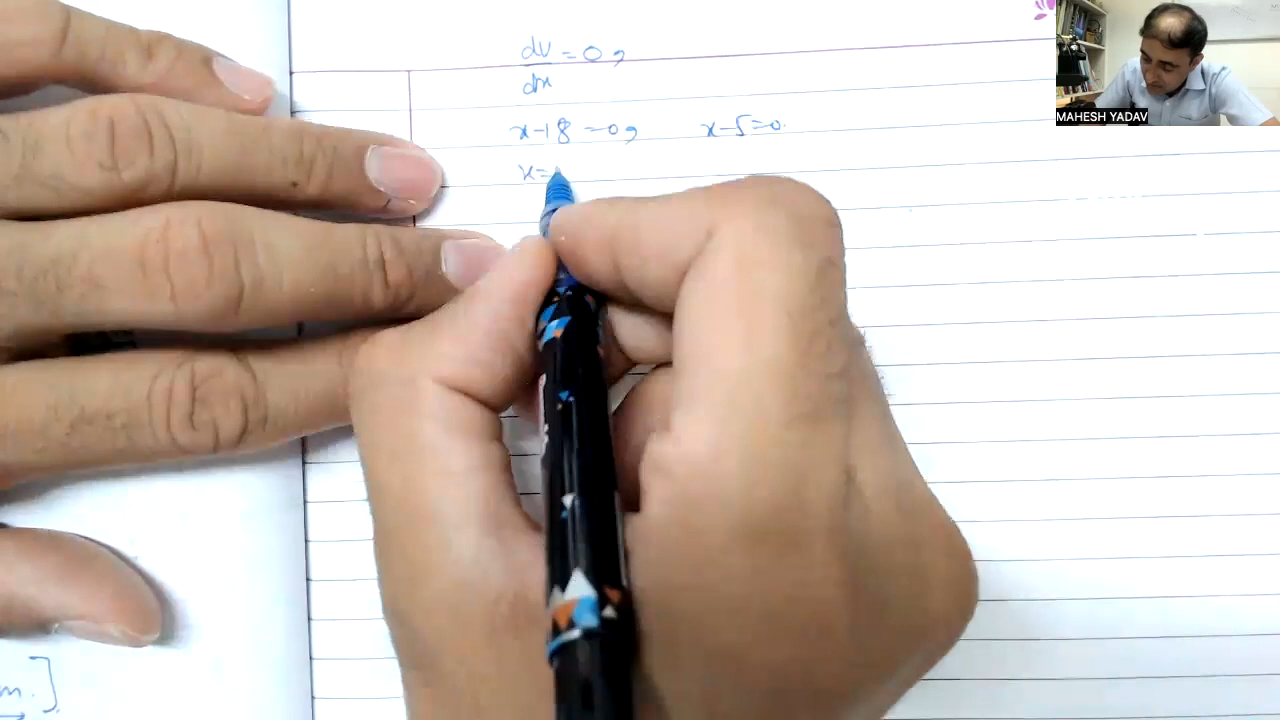 dv/dx = 0,
x-18 = 0, x-5=0.
x=
m.]
MAHESH YADAV